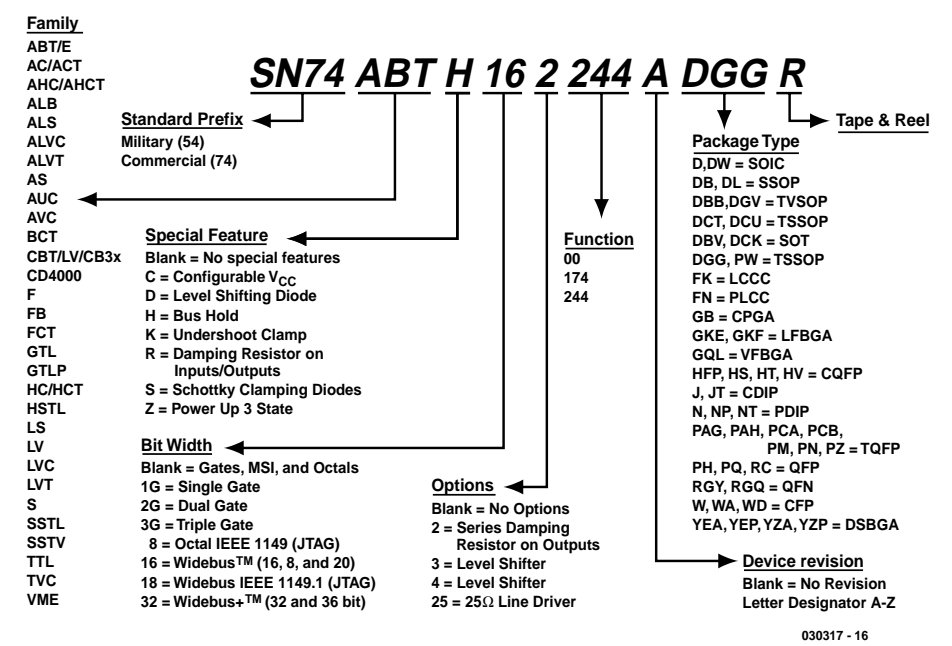 SN74 ABT H 16 2 244 A DGG R
Family
ABT/E
AC/ACT
AHC/AHCT
ALB
ALS
ALVC
ALVT
AS
AUC
AVC
BCT
CBT/LV/CB3x
CD4000
F
FB
FCT
GTL
GTLP
HC/HCT
HSTL
LS
LV
LVC
LVT
S
SSTL
SSTV
TTL
TVC
VME
Standard Prefix
Military (54)
Commercial (74)
Special Feature
Blank = No special features
C = Configurable VCC
D = Level Shifting Diode
H = Bus Hold
K = Undershoot Clamp
R = Damping Resistor on
Inputs/Outputs
S = Schottky Clamping Diodes
Z = Power Up 3 State
Bit Width
Blank = Gates, MSI, and Octals
1G = Single Gate
2G = Dual Gate
3G = Triple Gate
8 = Octal IEEE 1149 (JTAG)
16 = Widebus™ (16, 8, and 20)
18 = Widebus IEEE 1149.1 (JTAG)
32 = Widebus+™ (32 and 36 bit)
Options
Blank = No Options
2 = Series Damping
Resistor on Outputs
3 = Level Shifter
4 = Level Shifter
25 = 25Ω Line Driver
Function
00
174
244
Tape & Reel
Package Type
D,DW = SOIC
DB, DL = SSOP
DBB,DGV = TVSOP
DCT, DCU = TSSOP
DBV, DCK = SOT
DGG, PW = TSSOP
FK = LCCC
FN = PLCC
GB = CPGA
GKE, GKF = LFBGA
GQL = VFBGA
HFP, HS, HT, HV = CQFP
J, JT = CDIP
N, NP, NT = PDIP
PAG, PAH, PCA, PCB,
PM, PN, PZ = TQFP
PH, PQ, RC = QFP
RGY, RGQ = QFN
W, WA, WD = CFP
YEA, YEP, YZA, YZP = DSBGA
Device revision
Blank = No Revision
Letter Designator A-Z
030317 - 16